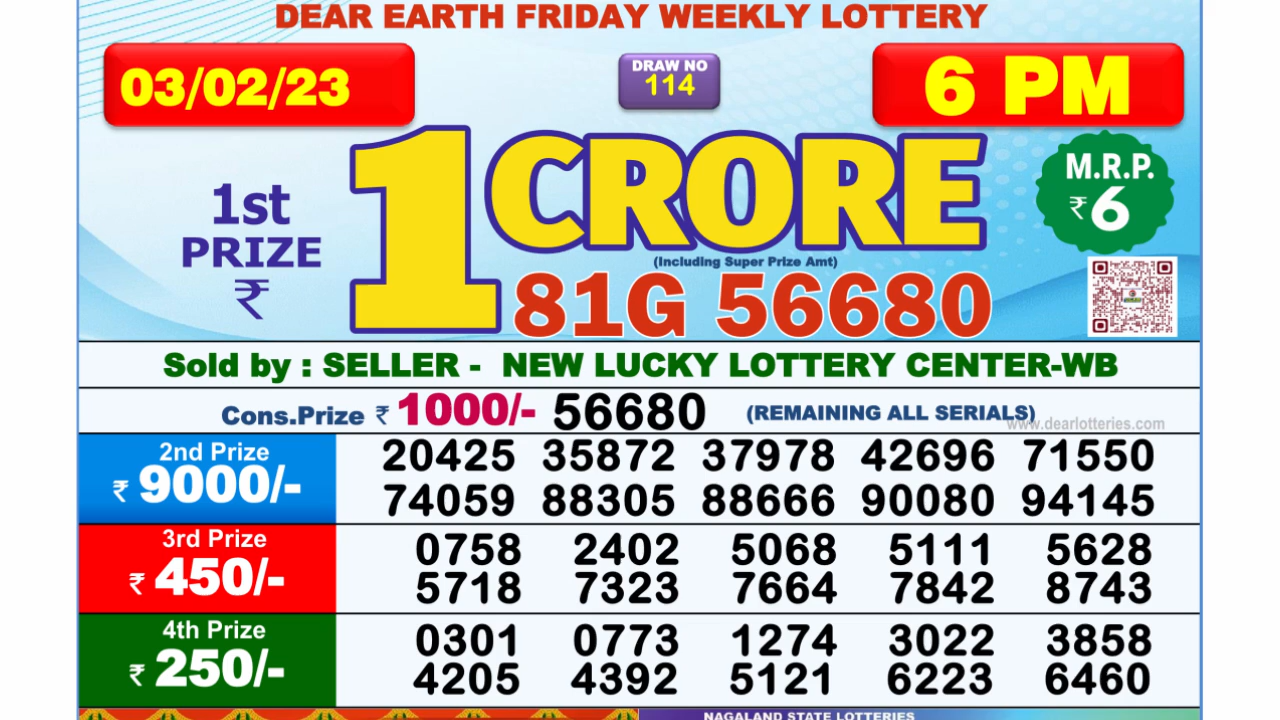 DEAR EARTH FRIDAY WEEKLY LOTTERY
03/02/23
DRAW NO
114
6 PM
1st
PRIZE
₹
1 CRORE
(Including Super Prize Amt)
81G 56680
M.R.P.
₹ 6
Sold by : SELLER - NEW LUCKY LOTTERY CENTER-WB
Cons.Prize ₹ 1000/- 56680 (REMAINING ALL SERIALS)
www.dearlotteries.com
2nd Prize
₹ 9000/-
20425 35872 37978 42696 71550
74059 88305 88666 90080 94145
3rd Prize
₹ 450/-
0758 2402 5068 5111 5628
5718 7323 7664 7842 8743
4th Prize
₹ 250/-
0301 0773 1274 3022 3858
4205 4392 5121 6223 6460
NAGALAND STATE LOTTERIES